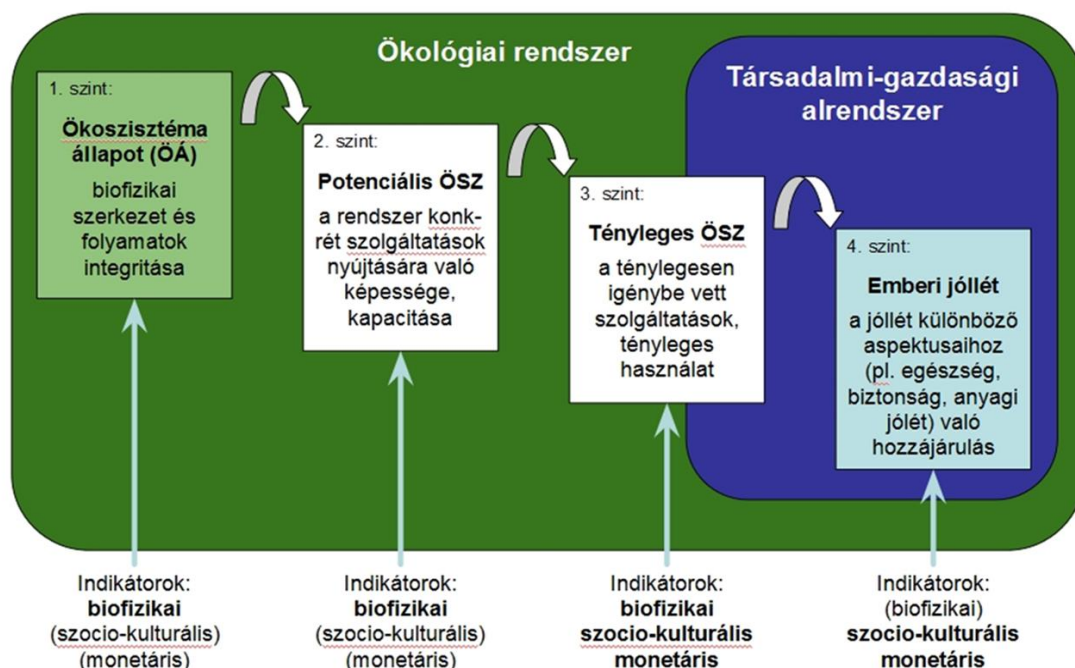 Ökológiai rendszer
Társadalmi-gazdasági
alrendszer
1. szint:
Ökoszisztéma
állapot (ÖÁ)
biofizikai
szerkezet és
folyamatok
integritása
2. szint:
Potenciális ÖSZ
a rendszer konk-
rét szolgáltatások
nyújtására való
képessége,
kapacitása
3. szint:
Tényleges ÖSZ
a ténylegesen
igénybe vett
szolgáltatások,
tényleges
használat
4. szint:
Emberi jóllét
a jóllét különböző
aspektusaihoz
(pl. egészség,
biztonság, anyagi
jólét) való
hozzájárulás
Indikátorok:
biofizikai
(szocio-kulturális)
(monetáris)
Indikátorok:
biofizikai
(szocio-kulturális)
(monetáris)
Indikátorok:
biofizikai
szocio-kulturális
monetáris
Indikátorok:
(biofizikai)
szocio-kulturális
monetáris